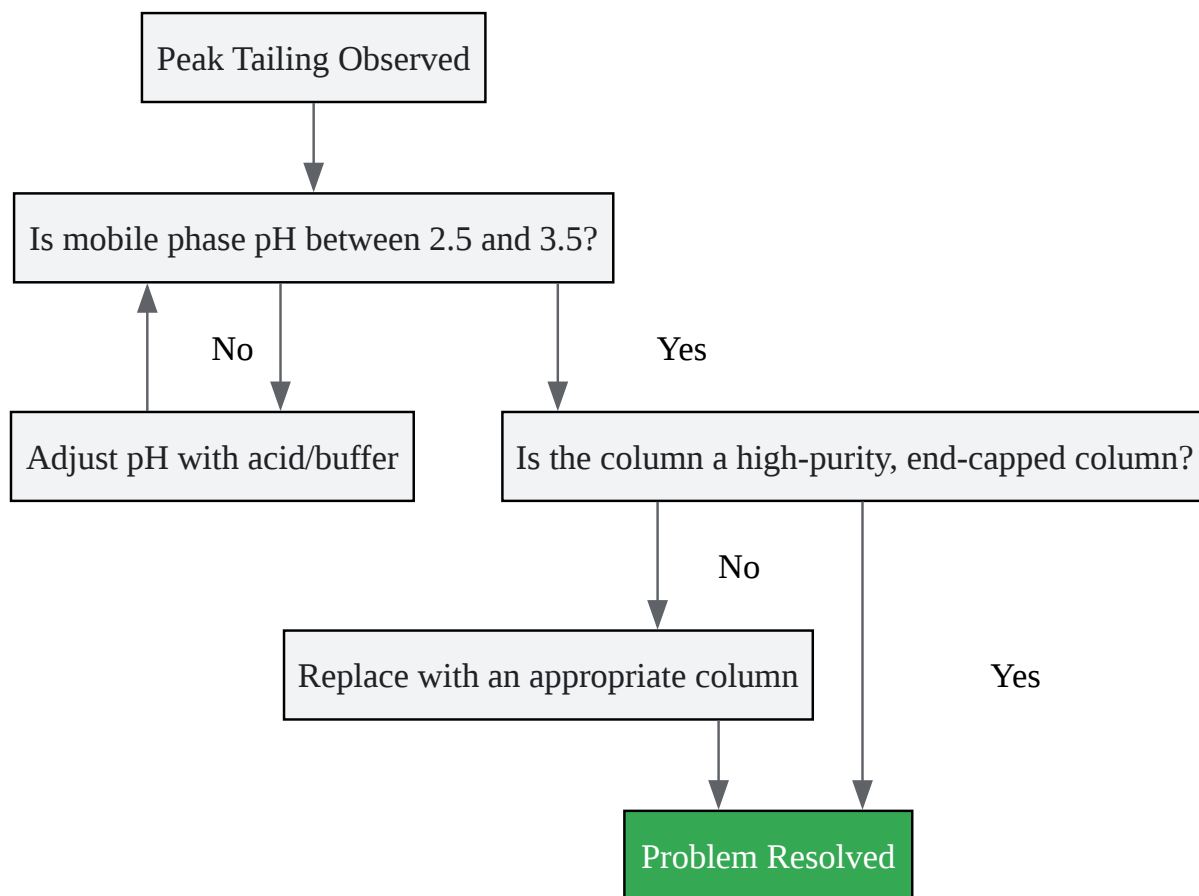 Peak Tailing Observed
Is mobile phase pH between 2.5 and 3.5?
No
Yes
Adjust pH with acid/buffer
Is the column a high-purity, end-capped column?
No
Replace with an appropriate column
Yes
Problem Resolved